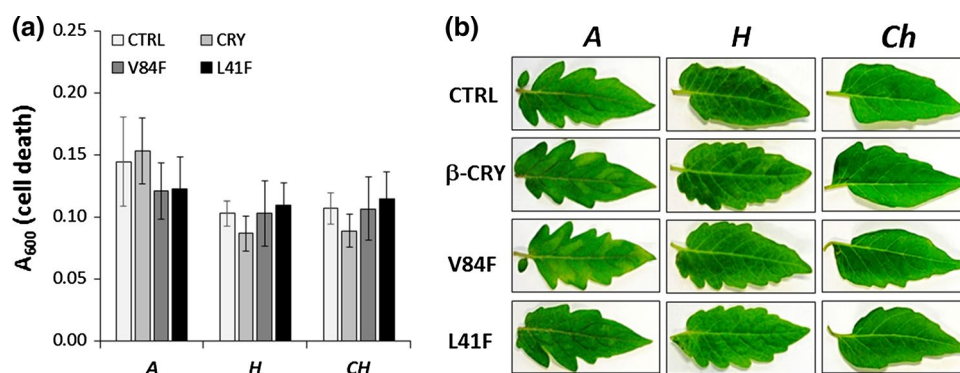 (a)
0.25
0.20
0.15
0.10
0.05
0.00
A₆₀₀ (cell death)
CTRL CRY
V84F L41F
A H CH
(b)
A H Ch
CTRL
β-CRY
V84F
L41F